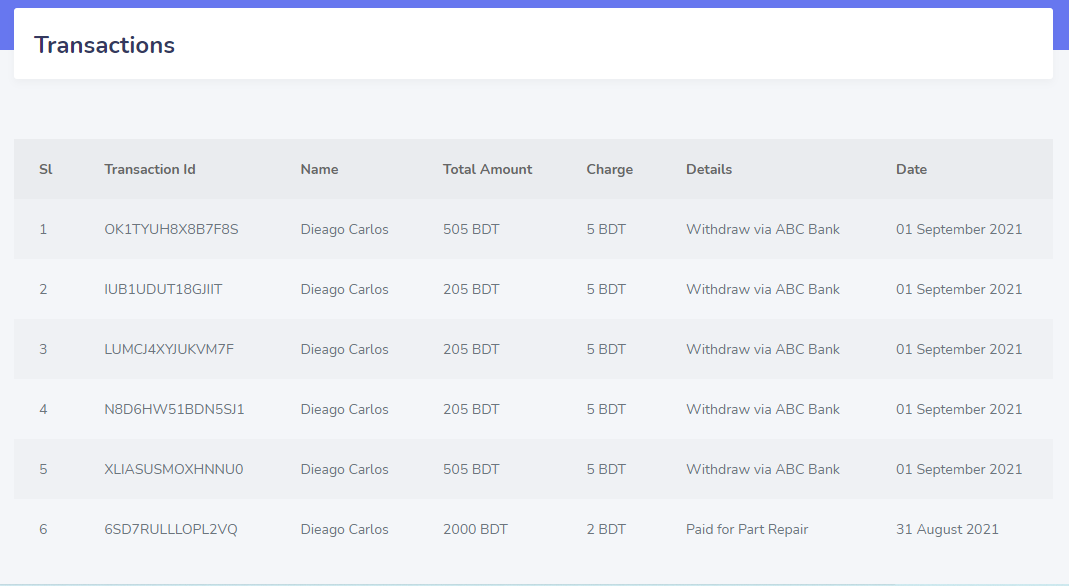 Transactions
Sl Transaction Id Name Total Amount Charge Details Date
1 OK1TYUH8X8B7F8S Dieago Carlos 505 BDT 5 BDT Withdraw via ABC Bank 01 September 2021
2 IUB1UDUT18GJIIT Dieago Carlos 205 BDT 5 BDT Withdraw via ABC Bank 01 September 2021
3 LUMCJ4XYJUKVM7F Dieago Carlos 205 BDT 5 BDT Withdraw via ABC Bank 01 September 2021
4 N8D6HW51BDN5SJ1 Dieago Carlos 205 BDT 5 BDT Withdraw via ABC Bank 01 September 2021
5 XLIASUSMOXHNNU0 Dieago Carlos 505 BDT 5 BDT Withdraw via ABC Bank 01 September 2021
6 6SD7RULLLOPL2VQ Dieago Carlos 2000 BDT 2 BDT Paid for Part Repair 31 August 2021